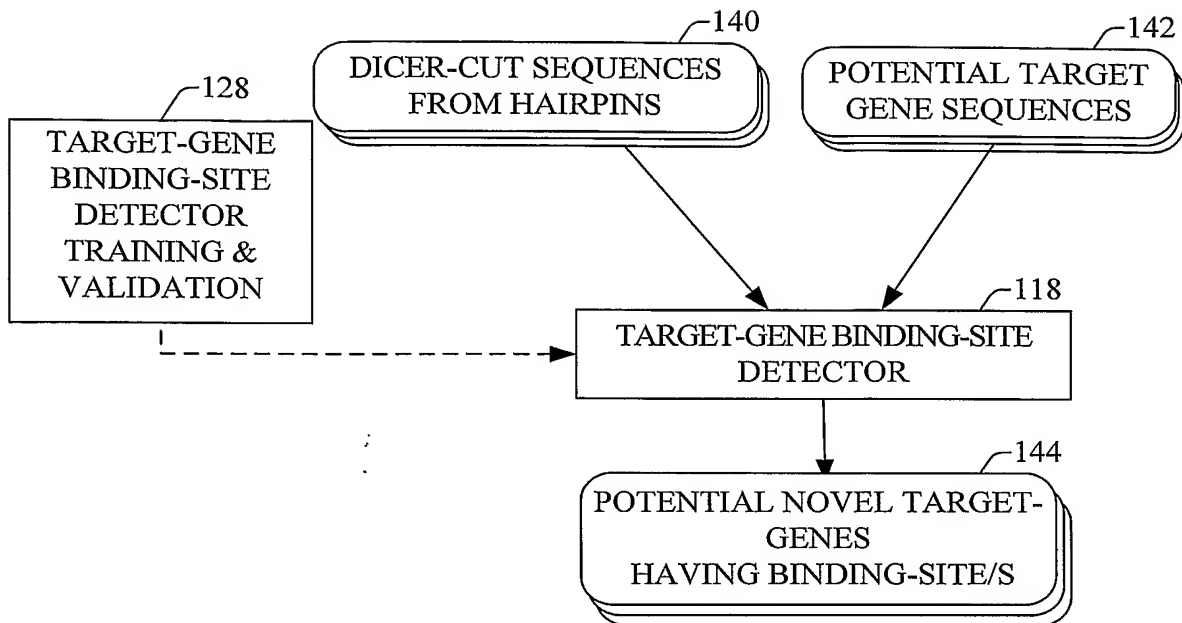 140
DICER-CUT SEQUENCES
FROM HAIRPINS
142
POTENTIAL TARGET
GENE SEQUENCES
128
TARGET-GENE
BINDING-SITE
DETECTOR
TRAINING &
VALIDATION
118
TARGET-GENE BINDING-SITE
DETECTOR
144
POTENTIAL NOVEL TARGET-
GENES
HAVING BINDING-SITE/S